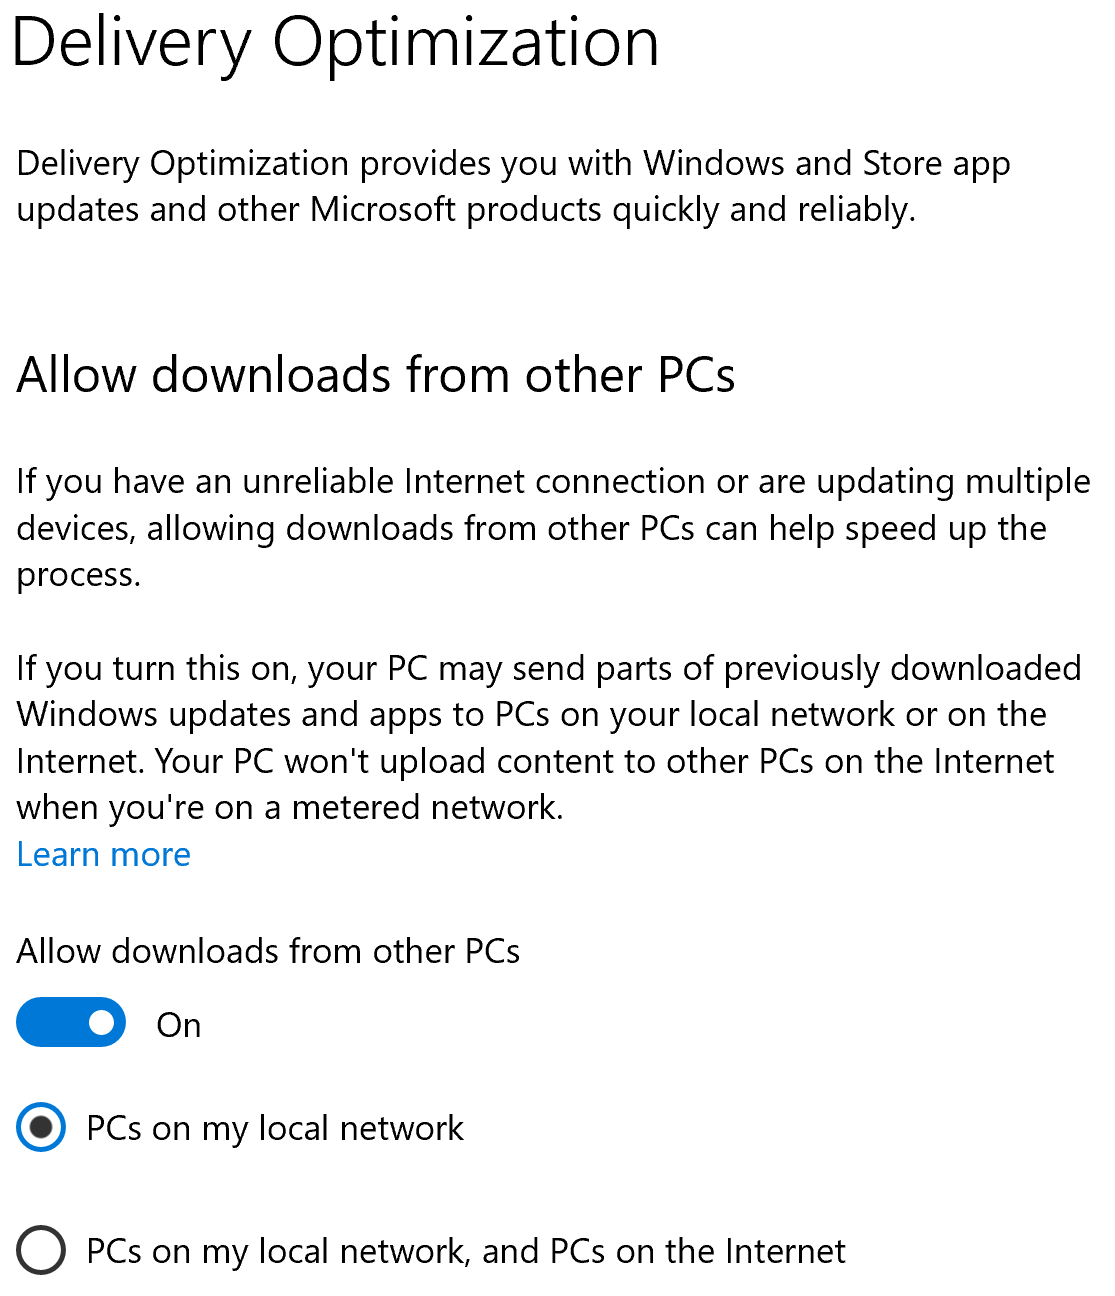 Delivery Optimization
Delivery Optimization provides you with Windows and Store app
updates and other Microsoft products quickly and reliably.
Allow downloads from other PCs
If you have an unreliable Internet connection or are updating multiple
devices, allowing downloads from other PCs can help speed up the
process.
If you turn this on, your PC may send parts of previously downloaded
Windows updates and apps to PCs on your local network or on the
Internet. Your PC won't upload content to other PCs on the Internet
when you're on a metered network.
Learn more
Allow downloads from other PCs
On
PCs on my local network
PCs on my local network, and PCs on the Internet